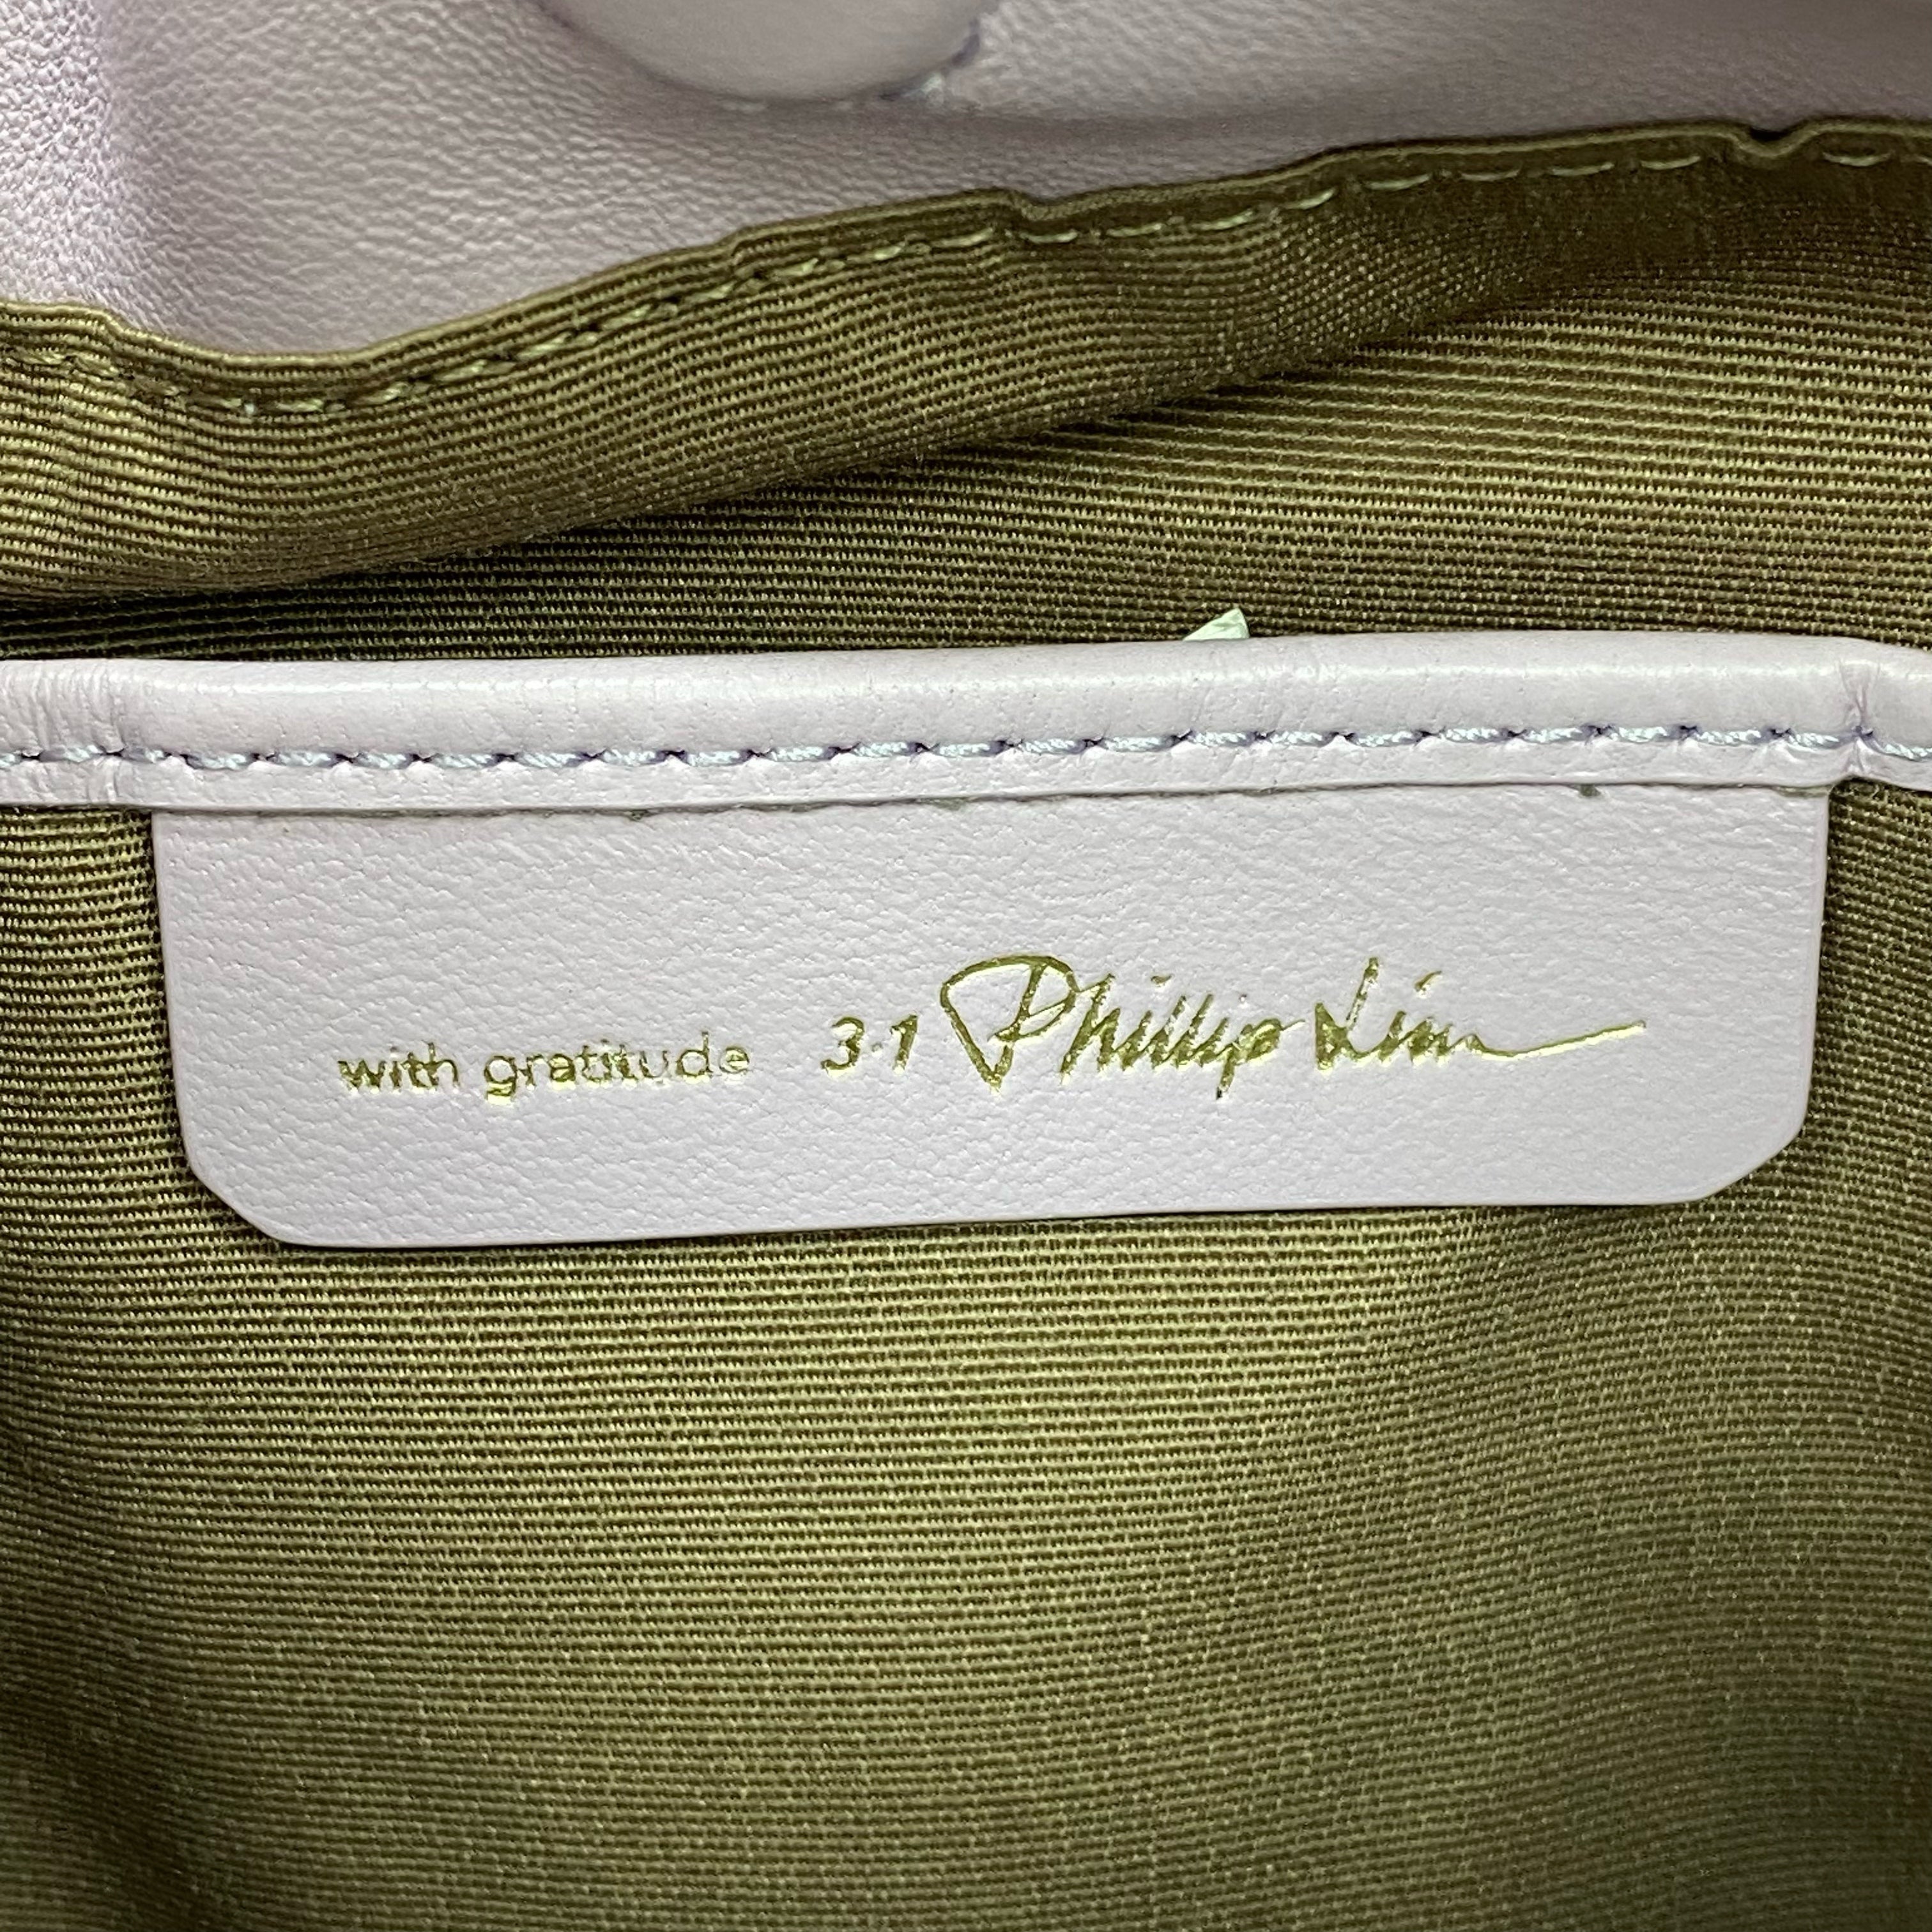 with gratitude 3.1 Phillip Lim